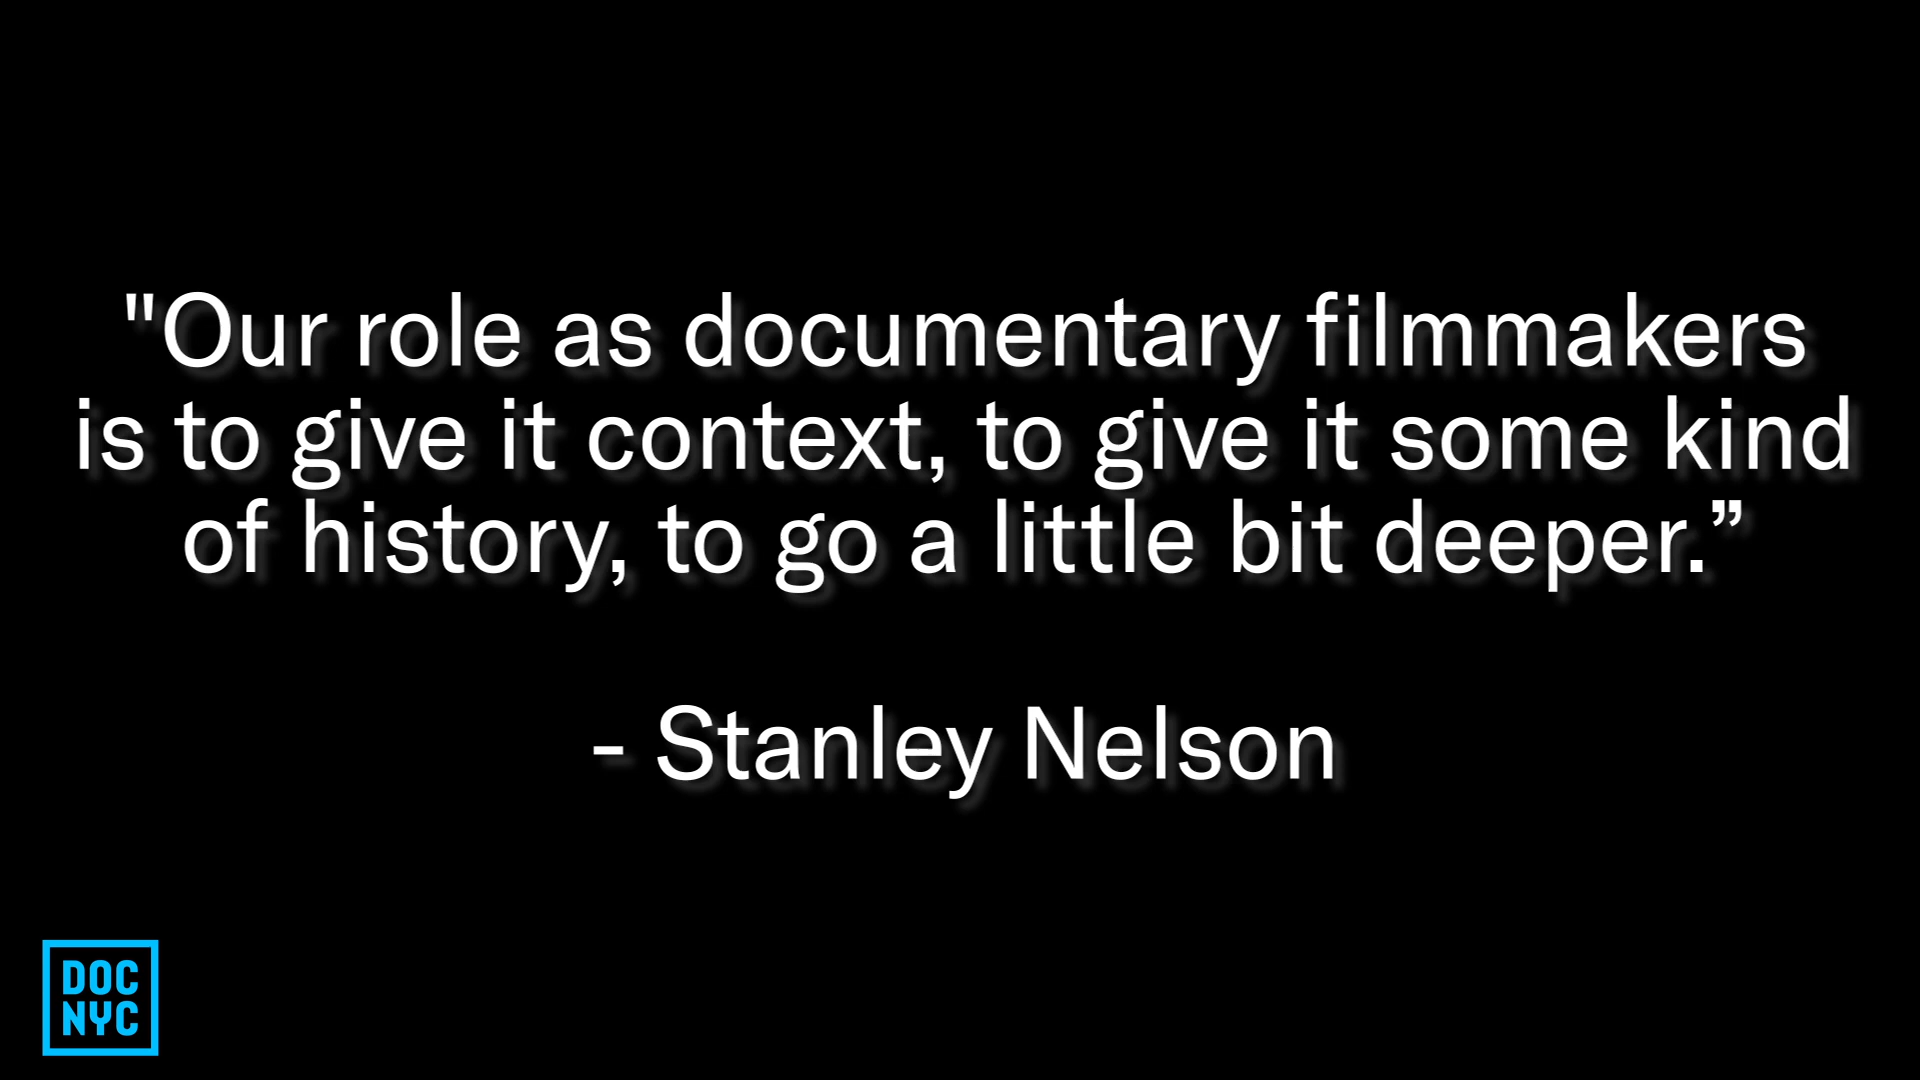 "Our role as documentary filmmakers
is to give it context, to give it some kind
of history, to go a little bit deeper.”
- Stanley Nelson
DOC
NYC